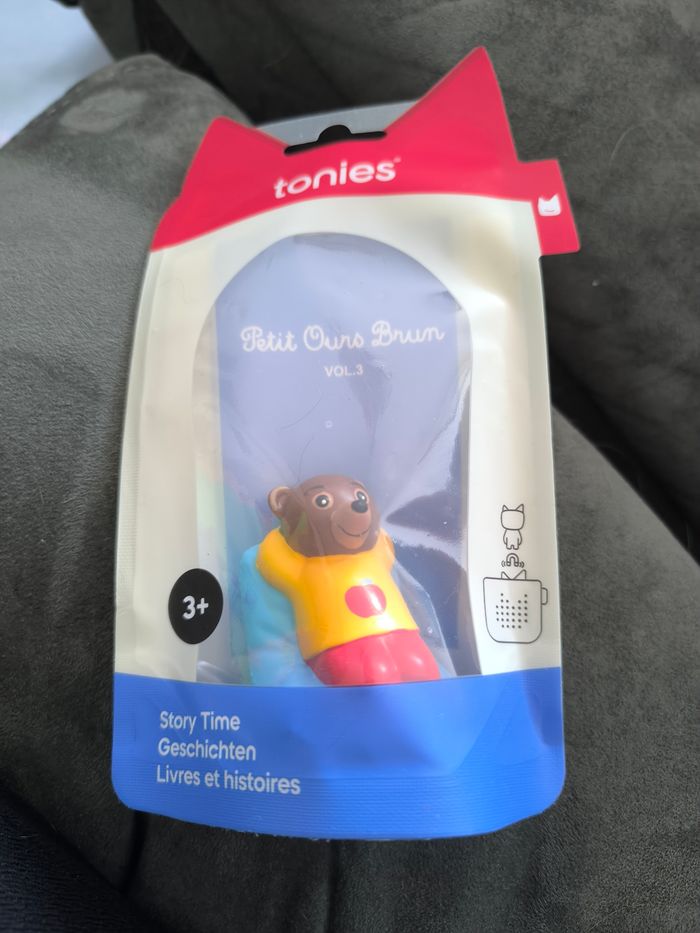 tonies®
Petit Ours Brun
VOL.3
3+
Story Time
Geschichten
Livres et histoires